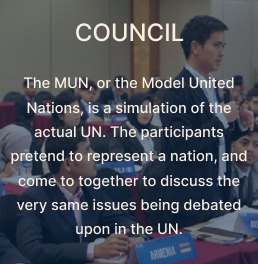 COUNCIL
The MUN, or the Model United
Nations, is a simulation of the
actual UN. The participants
pretend to represent a nation, and
come to together to discuss the
very same issues being debated
upon in the UN.
ARMENIA